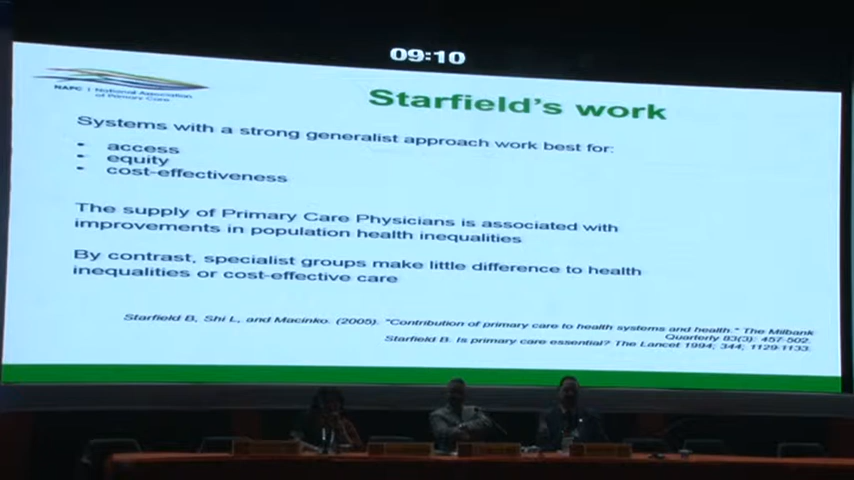 09:10
NAPC | National Association
of Primary Care
Starfield's work
Systems with a strong generalist approach work best for:
• access
• equity
• cost-effectiveness
The supply of Primary Care Physicians is associated with
improvements in population health inequalities
By contrast, specialist groups make little difference to health
inequalities or cost-effective care
Starfield B, Shi L, and Macinko. (2005). "Contribution of primary care to health systems and health." The Milbank
Quarterly 83(3): 457-502.
Starfield B. Is primary care essential? The Lancet 1994; 344; 1129-1133.